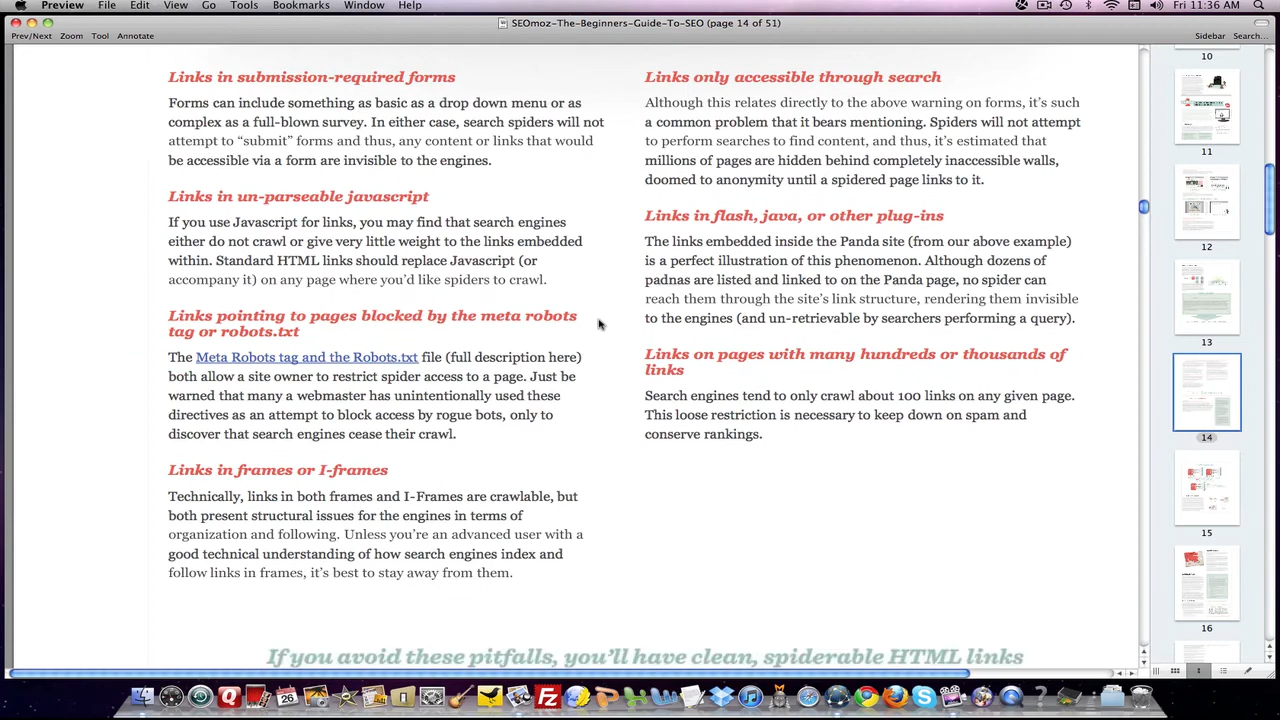 Preview File Edit View Go Tools Bookmarks Window Help
Fri 11:36 AM
SEOmoz-The-Beginners-Guide-To-SEO (page 14 of 51)
Prev/Next Zoom Tool Annotate
Sidebar Search...
Links in submission-required forms
Forms can include something as basic as a drop down menu or as
complex as a full-blown survey. In either case, search spiders will not
attempt to “submit” forms and thus, any content or links that would
be accessible via a form are invisible to the engines.
Links in un-parseable javascript
If you use Javascript for links, you may find that search engines
either do not crawl or give very little weight to the links embedded
within. Standard HTML links should replace Javascript (or
accompany it) on any page where you’d like spiders to crawl.
Links pointing to pages blocked by the meta robots
tag or robots.txt
The Meta Robots tag and the Robots.txt file (full description here)
both allow a site owner to restrict spider access to a page. Just be
warned that many a webmaster has unintentionally used these
directives as an attempt to block access by rogue bots, only to
discover that search engines cease their crawl.
Links in frames or I-frames
Technically, links in both frames and I-Frames are crawlable, but
both present structural issues for the engines in terms of
organization and following. Unless you’re an advanced user with a
good technical understanding of how search engines index and
follow links in frames, it’s best to stay away from them.
Links only accessible through search
Although this relates directly to the above warning on forms, it’s such
a common problem that it bears mentioning. Spiders will not attempt
to perform searches to find content, and thus, it’s estimated that
millions of pages are hidden behind completely inaccessible walls,
doomed to anonymity until a spidered page links to it.
Links in flash, java, or other plug-ins
The links embedded inside the Panda site (from our above example)
is a perfect illustration of this phenomenon. Although dozens of
padnas are listed and linked to on the Panda page, no spider can
reach them through the site’s link structure, rendering them invisible
to the engines (and un-retrievable by searchers performing a query).
Links on pages with many hundreds or thousands of
links
Search engines tend to only crawl about 100 links on any given page.
This loose restriction is necessary to keep down on spam and
conserve rankings.
If you avoid these pitfalls, you’ll have clean, spiderable HTML links
10
11
12
13
14
15
16
26